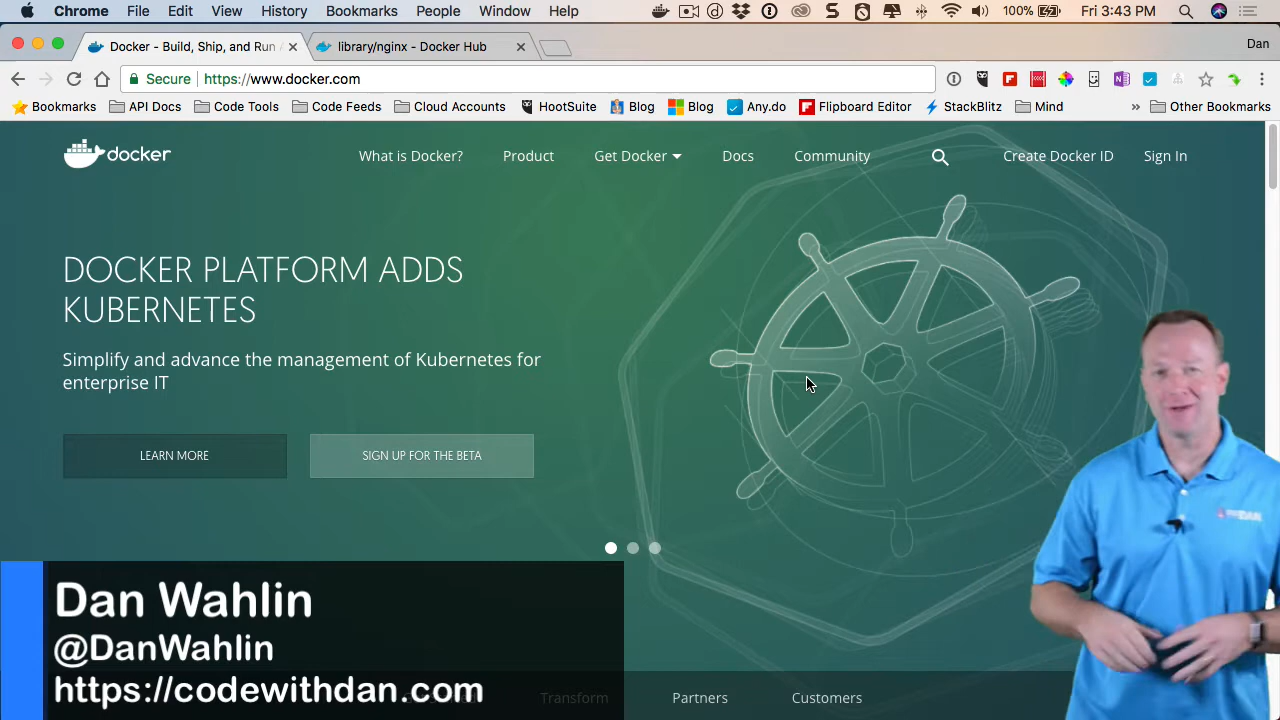 Chrome File Edit View History Bookmarks People Window Help 100% Fri 3:43 PM
Docker - Build, Ship, and Run library/nginx - Docker Hub Dan
Secure https://www.docker.com
Bookmarks API Docs Code Tools Code Feeds Cloud Accounts HootSuite Blog Blog Any.do Flipboard Editor StackBlitz Mind » Other Bookmarks
docker What is Docker? Product Get Docker Docs Community Create Docker ID Sign In
DOCKER PLATFORM ADDS
KUBERNETES
Simplify and advance the management of Kubernetes for
enterprise IT
LEARN MORE SIGN UP FOR THE BETA
Dan Wahlin
@DanWahlin
https://codewithdan.com
Transform Partners Customers